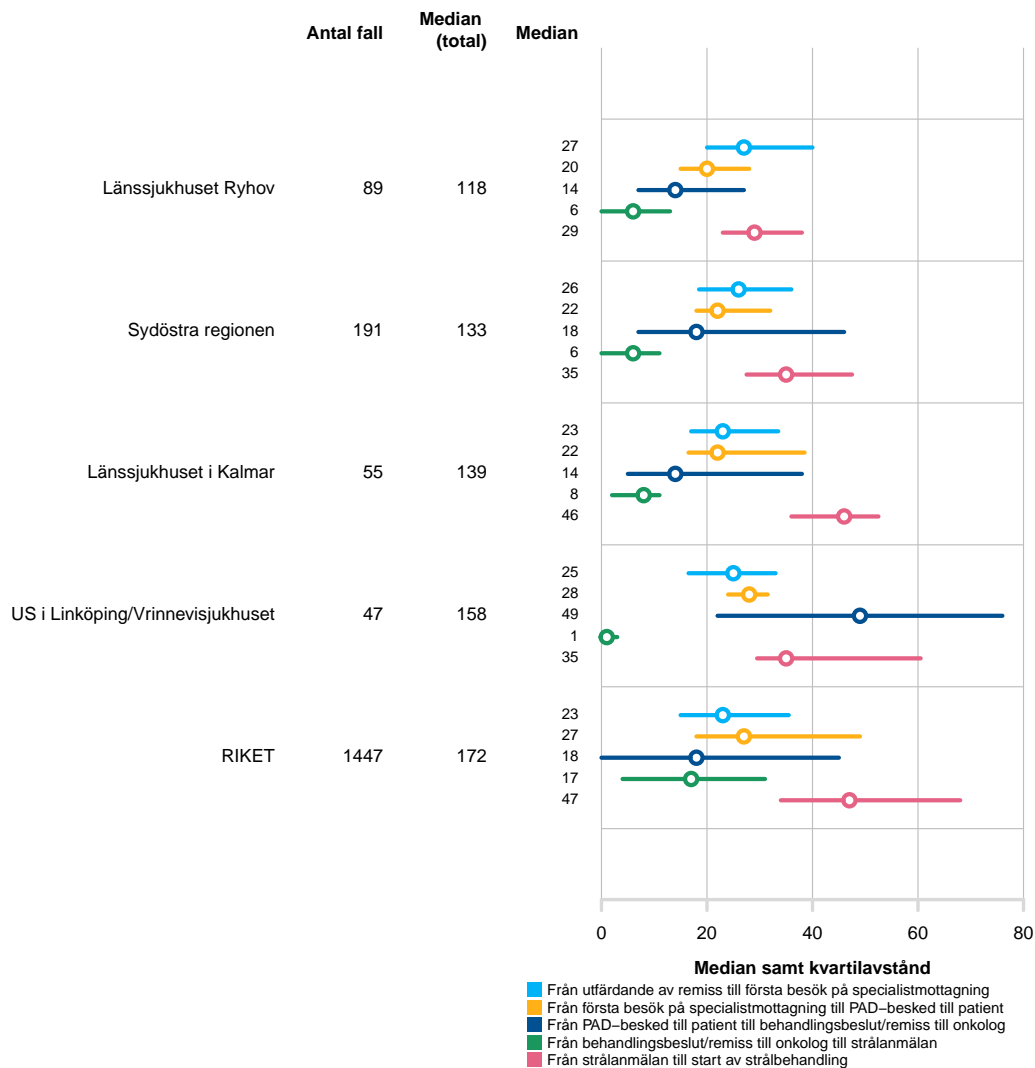 Antal fall
Median
(total)
Median
27
20
Länssjukhuset Ryhov 89 118 14
6
29
26
22
Sydöstra regionen 191 133 18
6
35
23
22
Länssjukhuset i Kalmar 55 139 14
8
46
25
28
US i Linköping/Vrinnevisjukhuset 47 158 49
1
35
23
27
RIKET 1447 172 18
17
47
0 20 40 60 80
Median samt kvartilavstånd
Från utfärdande av remiss till första besök på specialistmottagning
Från första besök på specialistmottagning till PAD−besked till patient
Från PAD−besked till patient till behandlingsbeslut/remiss till onkolog
Från behandlingsbeslut/remiss till onkolog till strålanmälan
Från strålanmälan till start av strålbehandling